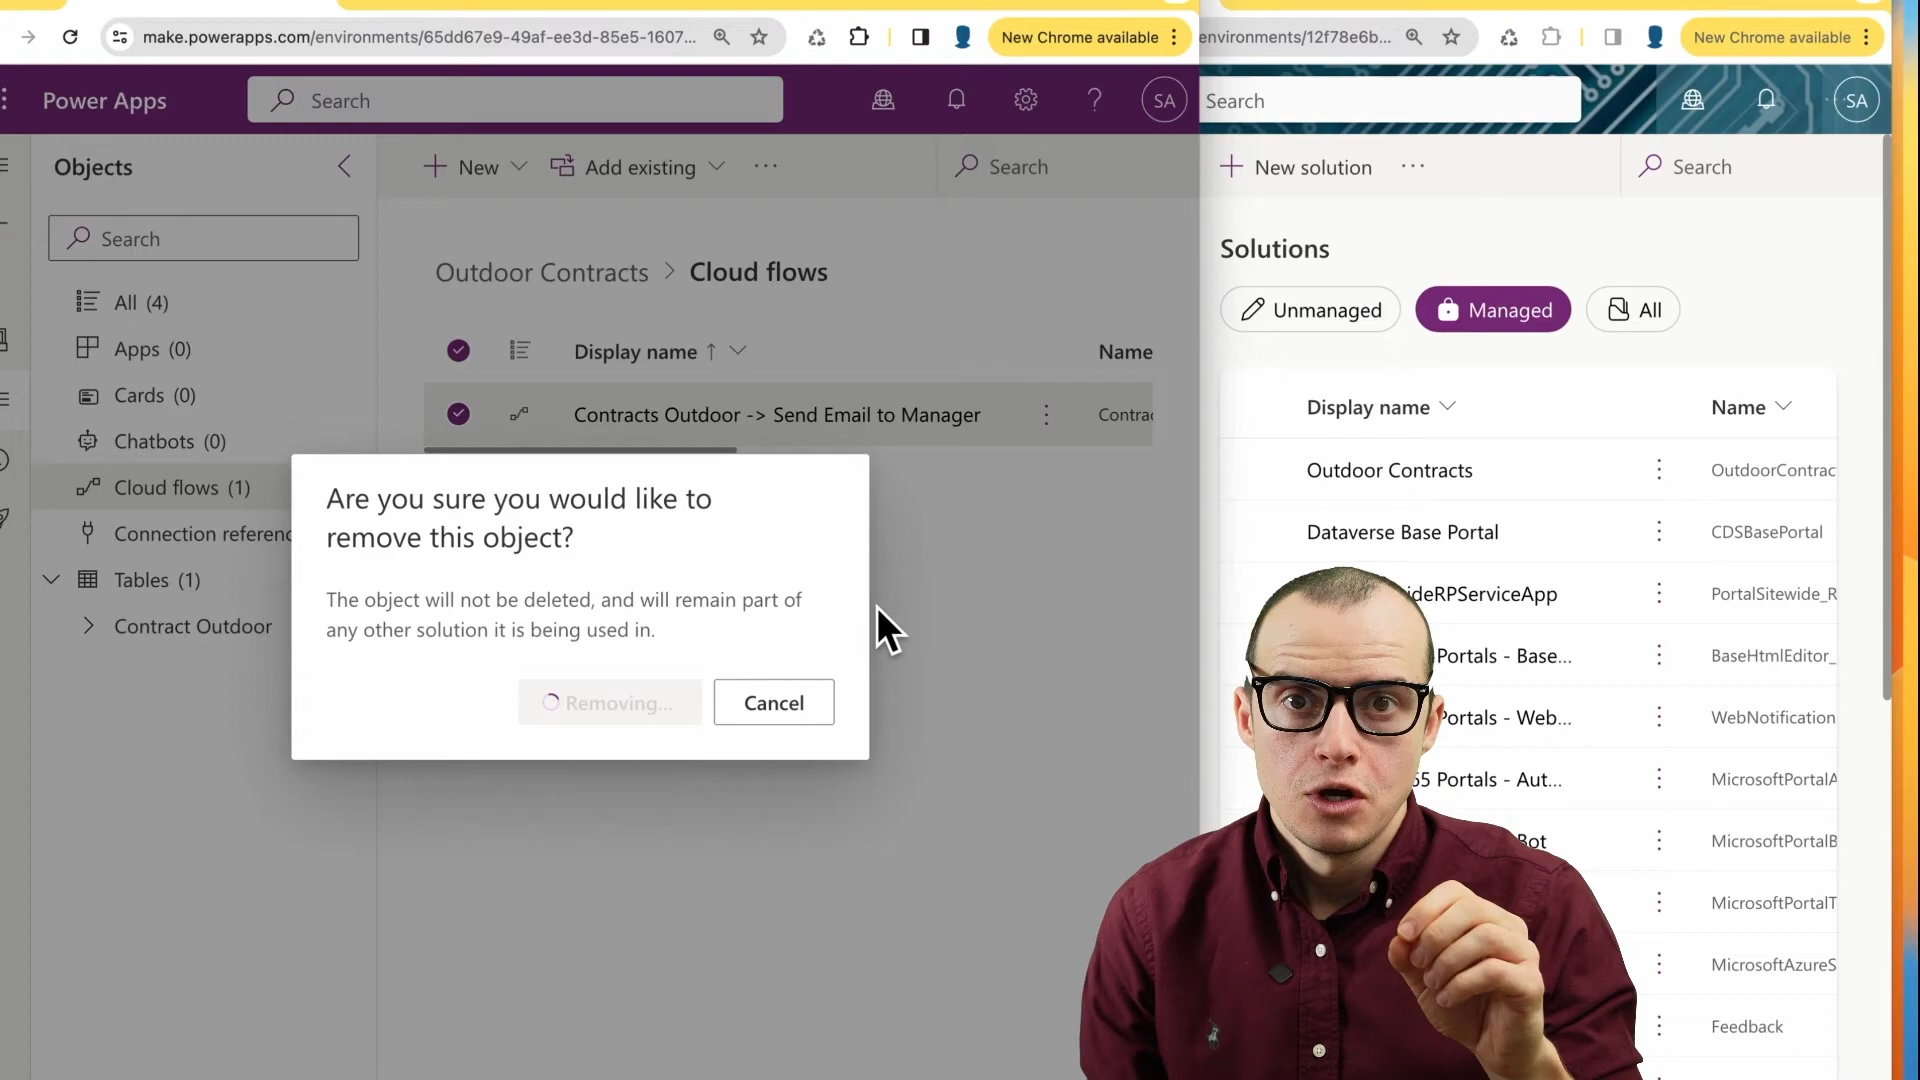 make.powerapps.com/environments/65dd67e9-49af-ee3d-85e5-1607...
New Chrome available
environments/12f78e6b...
New Chrome available
Power Apps
Search
SA
Search
SA
Objects
New
Add existing
Search
New solution
Search
Search
All (4)
Apps (0)
Cards (0)
Chatbots (0)
Cloud flows (1)
Connection referenc
Tables (1)
Contract Outdoor
Outdoor Contracts > Cloud flows
Display name ↑
Name
Contracts Outdoor -> Send Email to Manager
Contrac
Are you sure you would like to
remove this object?
The object will not be deleted, and will remain part of
any other solution it is being used in.
Removing...
Cancel
Solutions
Unmanaged
Managed
All
Display name
Name
Outdoor Contracts
OutdoorContrac
Dataverse Base Portal
CDSBasePortal
ideRPServiceApp
PortalSitewide_R
Portals - Base...
BaseHtmlEditor_
Portals - Web...
WebNotification
65 Portals - Aut...
MicrosoftPortalA
Bot
MicrosoftPortalB
MicrosoftPortalT
MicrosoftAzureS
Feedback